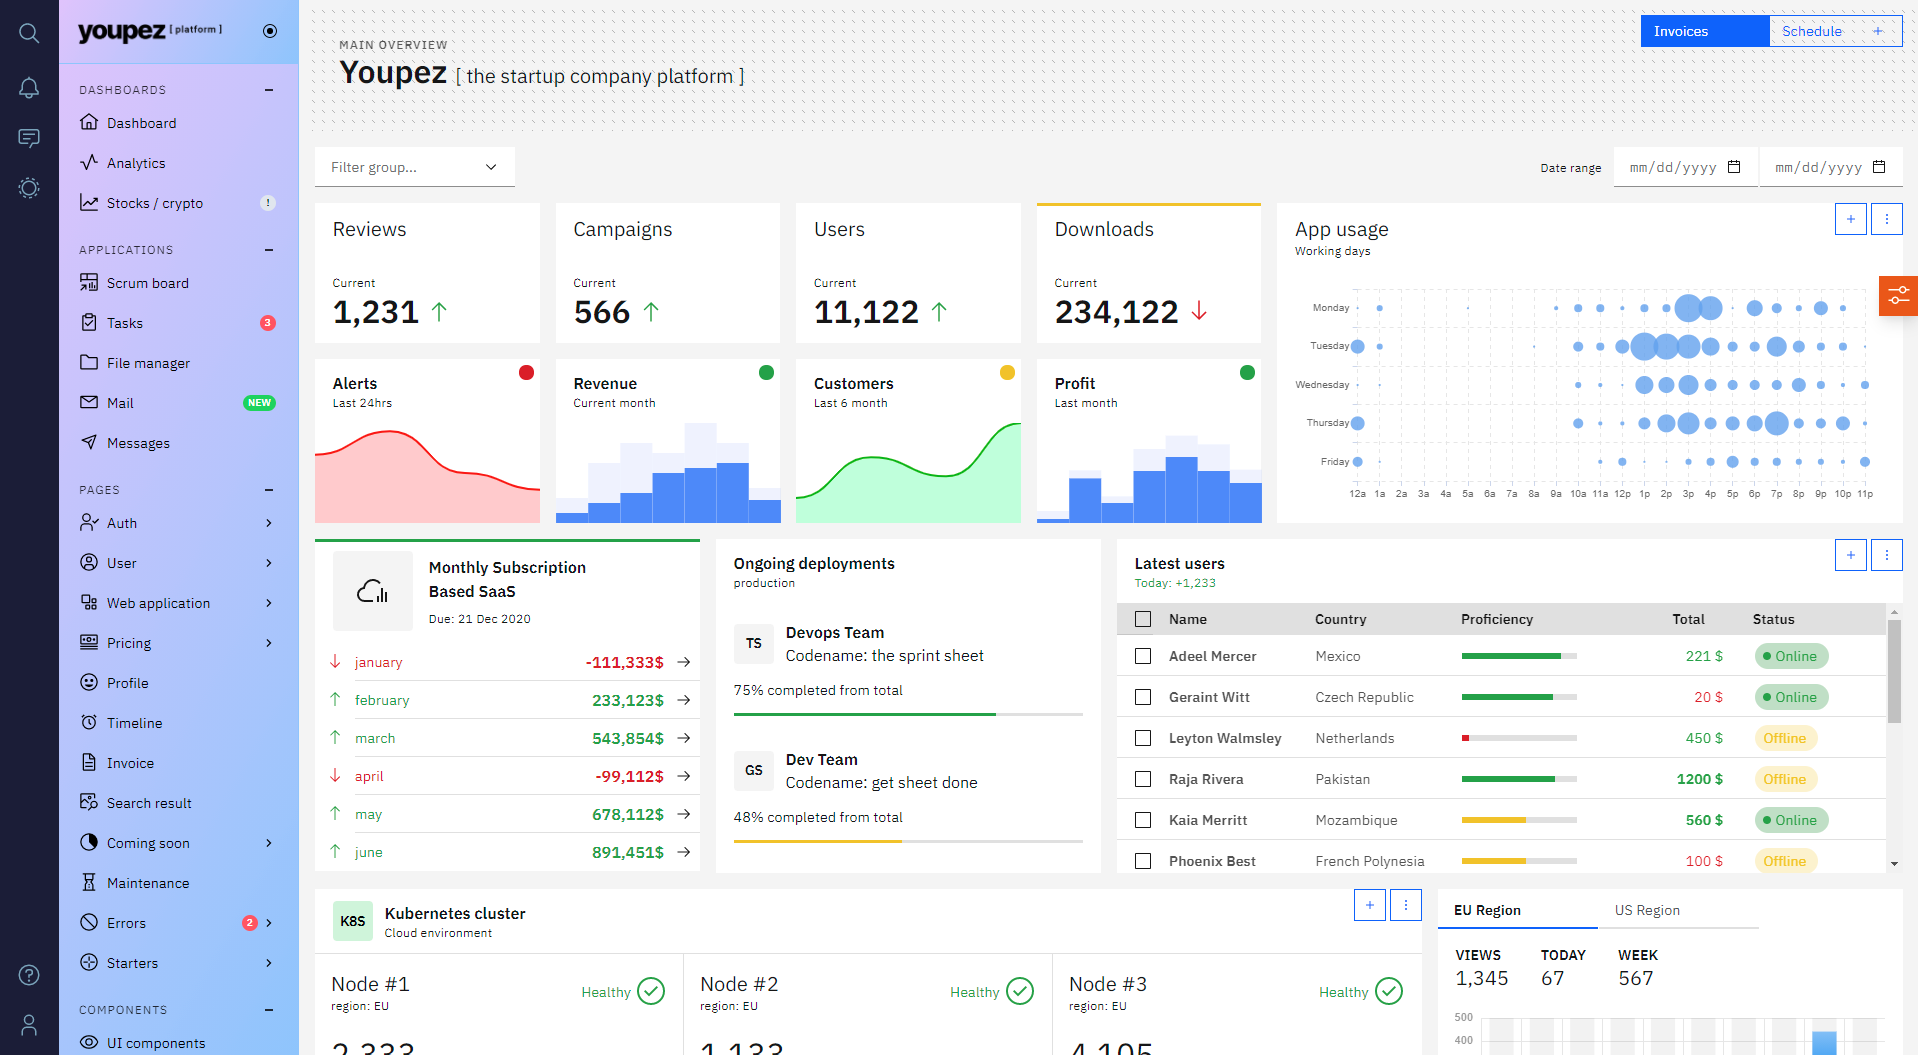 youpez [ platform ]
DASHBOARDS
Dashboard
Analytics
Stocks / crypto !
APPLICATIONS
Scrum board
Tasks 3
File manager
Mail NEW
Messages
PAGES
Auth
User
Web application
Pricing
Profile
Timeline
Invoice
Search result
Coming soon
Maintenance
Errors 2
Starters
COMPONENTS
UI components
MAIN OVERVIEW
Youpez [ the startup company platform ]
Invoices
Schedule +
Filter group...
Date range mm/dd/yyyy mm/dd/yyyy
Reviews
Current
1,231
Campaigns
Current
566
Users
Current
11,122
Downloads
Current
234,122
App usage
Working days
Monday
Tuesday
Wednesday
Thursday
Friday
12a 1a 2a 3a 4a 5a 6a 7a 8a 9a 10a 11a 12p 1p 2p 3p 4p 5p 6p 7p 8p 9p 10p 11p
Alerts
Last 24hrs
Revenue
Current month
Customers
Last 6 month
Profit
Last month
Monthly Subscription
Based SaaS
Due: 21 Dec 2020
january -111,333$
february 233,123$
march 543,854$
april -99,112$
may 678,112$
june 891,451$
Ongoing deployments
production
TS
Devops Team
Codename: the sprint sheet
75% completed from total
GS
Dev Team
Codename: get sheet done
48% completed from total
Latest users
Today: +1,233
Name Country Proficiency Total Status
Adeel Mercer Mexico 221 $ Online
Geraint Witt Czech Republic 20 $ Online
Leyton Walmsley Netherlands 450 $ Offline
Raja Rivera Pakistan 1200 $ Offline
Kaia Merritt Mozambique 560 $ Online
Phoenix Best French Polynesia 100 $ Offline
K8S
Kubernetes cluster
Cloud environment
Node #1
region: EU
Healthy
2,333
Node #2
region: EU
Healthy
1,133
Node #3
region: EU
Healthy
4,105
EU Region US Region
VIEWS TODAY WEEK
1,345 67 567
500
400